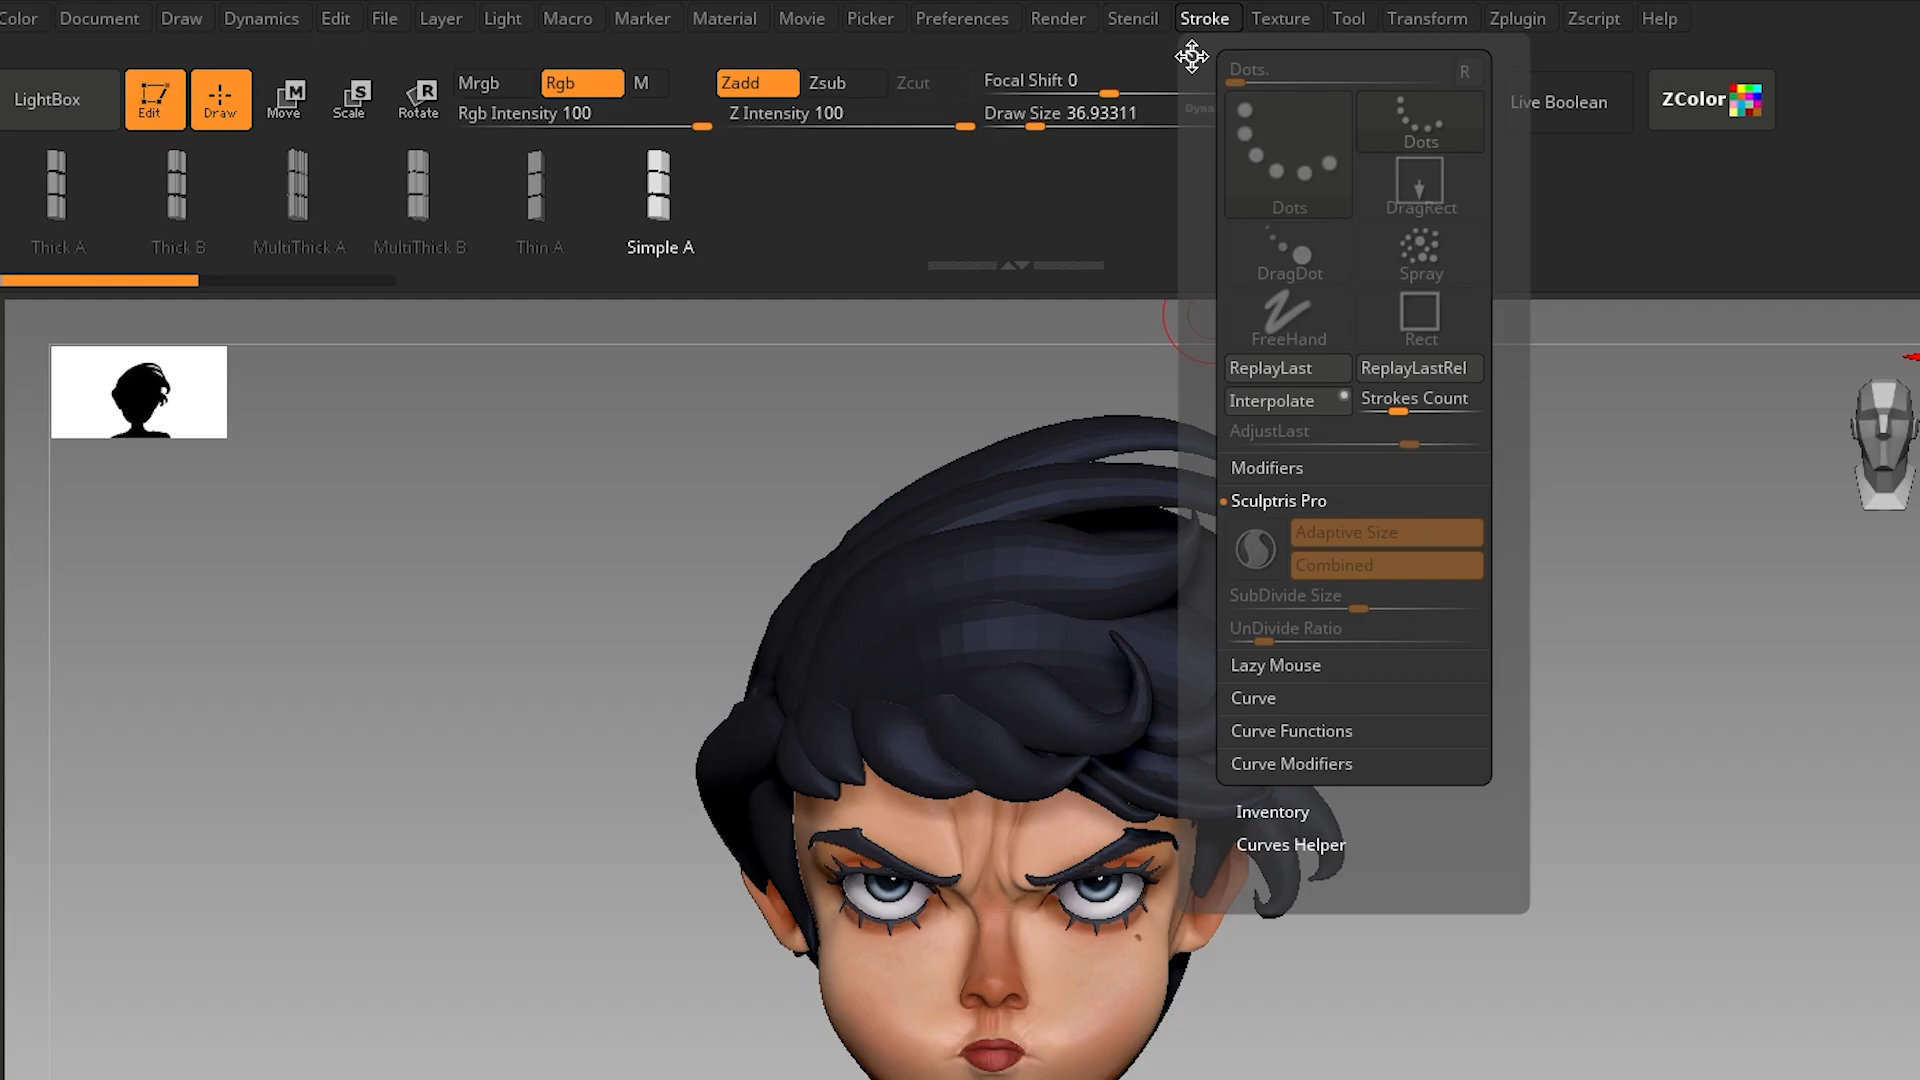 Color Document Draw Dynamics Edit File Layer Light Macro Marker Material Movie Picker Preferences Render Stencil Stroke Texture Tool Transform Zplugin Zscript Help
LightBox
Edit
Draw
M
Move
S
Scale
R
Rotate
Mrgb Rgb M
Rgb Intensity 100
Zadd Zsub Zcut
Z Intensity 100
Focal Shift 0
Draw Size 36.93311
Dyna
Live Boolean
ZColor
Thick A
Thick B
MultiThick A
MultiThick B
Thin A
Simple A
Dots. R
Dots
Dots
DragRect
DragDot
Spray
FreeHand
Rect
ReplayLast ReplayLastRel
Interpolate Strokes Count
AdjustLast
Modifiers
Sculptris Pro
Adaptive Size
Combined
SubDivide Size
UnDivide Ratio
Lazy Mouse
Curve
Curve Functions
Curve Modifiers
Inventory
Curves Helper